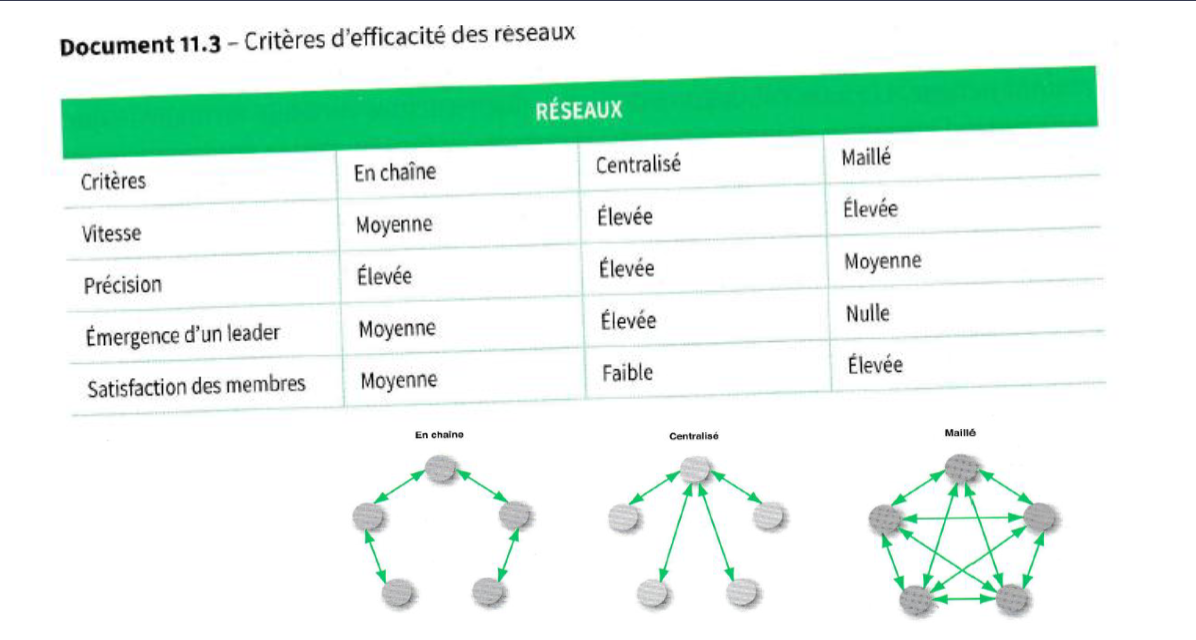 Document 11.3 – Critères d'efficacité des réseaux
RÉSEAUX
Critères En chaîne Centralisé Maillé
Vitesse Moyenne Élevée Élevée
Précision Élevée Élevée Moyenne
Émergence d'un leader Moyenne Élevée Nulle
Satisfaction des membres Moyenne Faible Élevée
En chaîne Centralisé Maillé